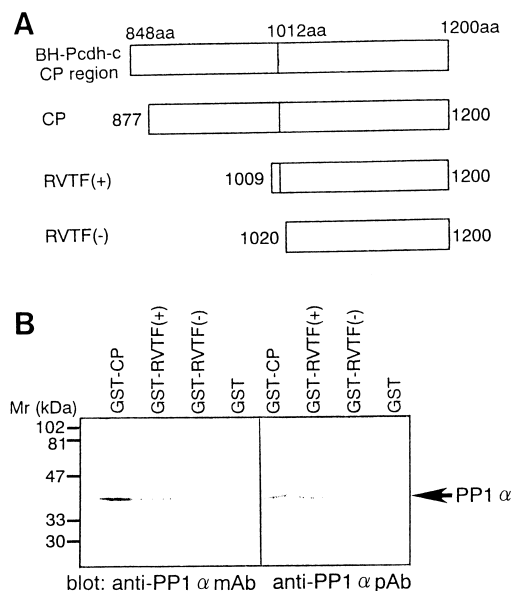 A
848aa 1012aa 1200aa
BH-Pcdh-c
CP region
CP 877 1200
RVTF(+) 1009 1200
RVTF(-) 1020 1200
B
GST-CP GST-RVTF(+) GST-RVTF(-) GST GST-CP GST-RVTF(+) GST-RVTF(-) GST
Mr (kDa)
102
81
47
PP1 α
33
30
blot: anti-PP1 α mAb anti-PP1 α pAb